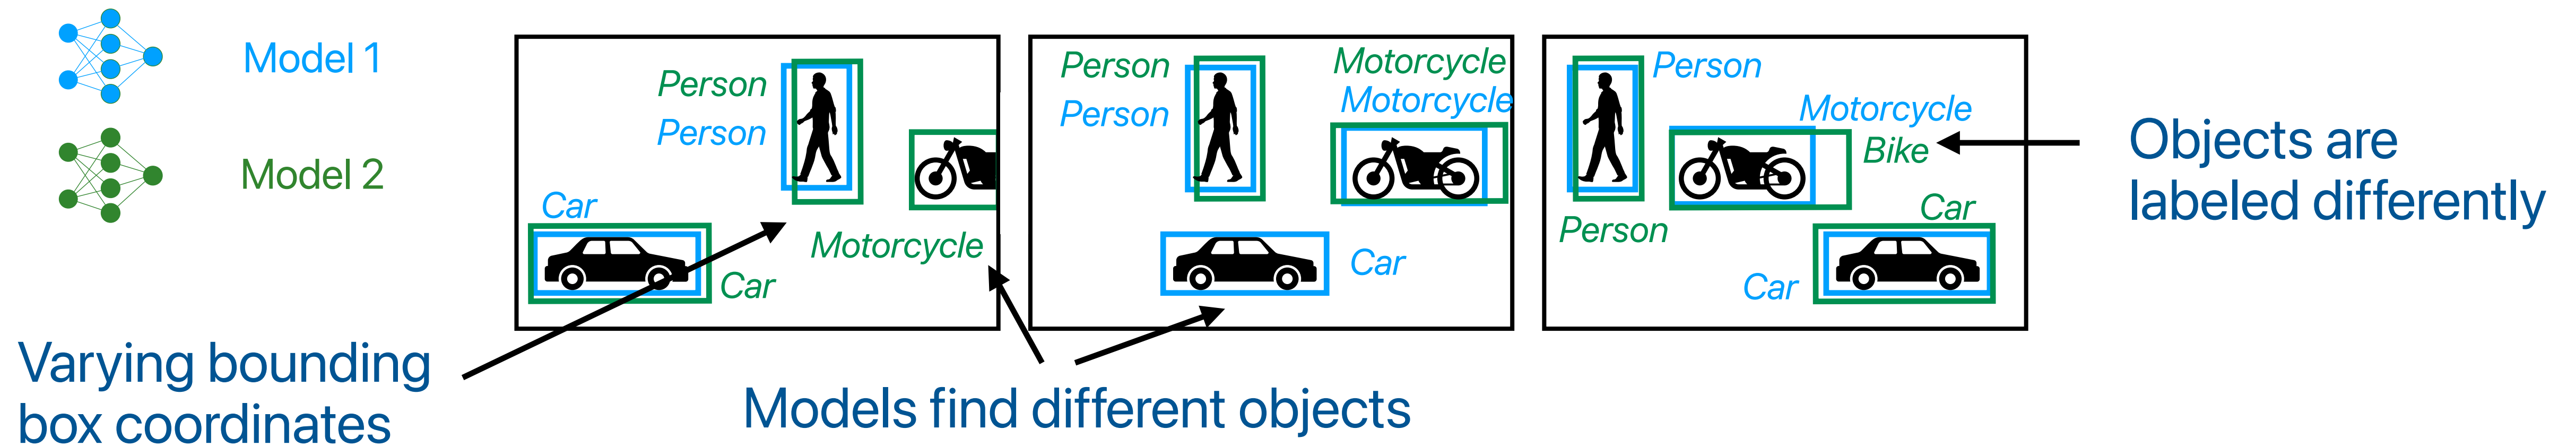 Model 1
Model 2
Person
Person
Car
Motorcycle
Car
Person
Person
Motorcycle
Motorcycle
Car
Person
Motorcycle
Bike
Person
Car
Car
Objects are
labeled differently
Varying bounding
box coordinates
Models find different objects